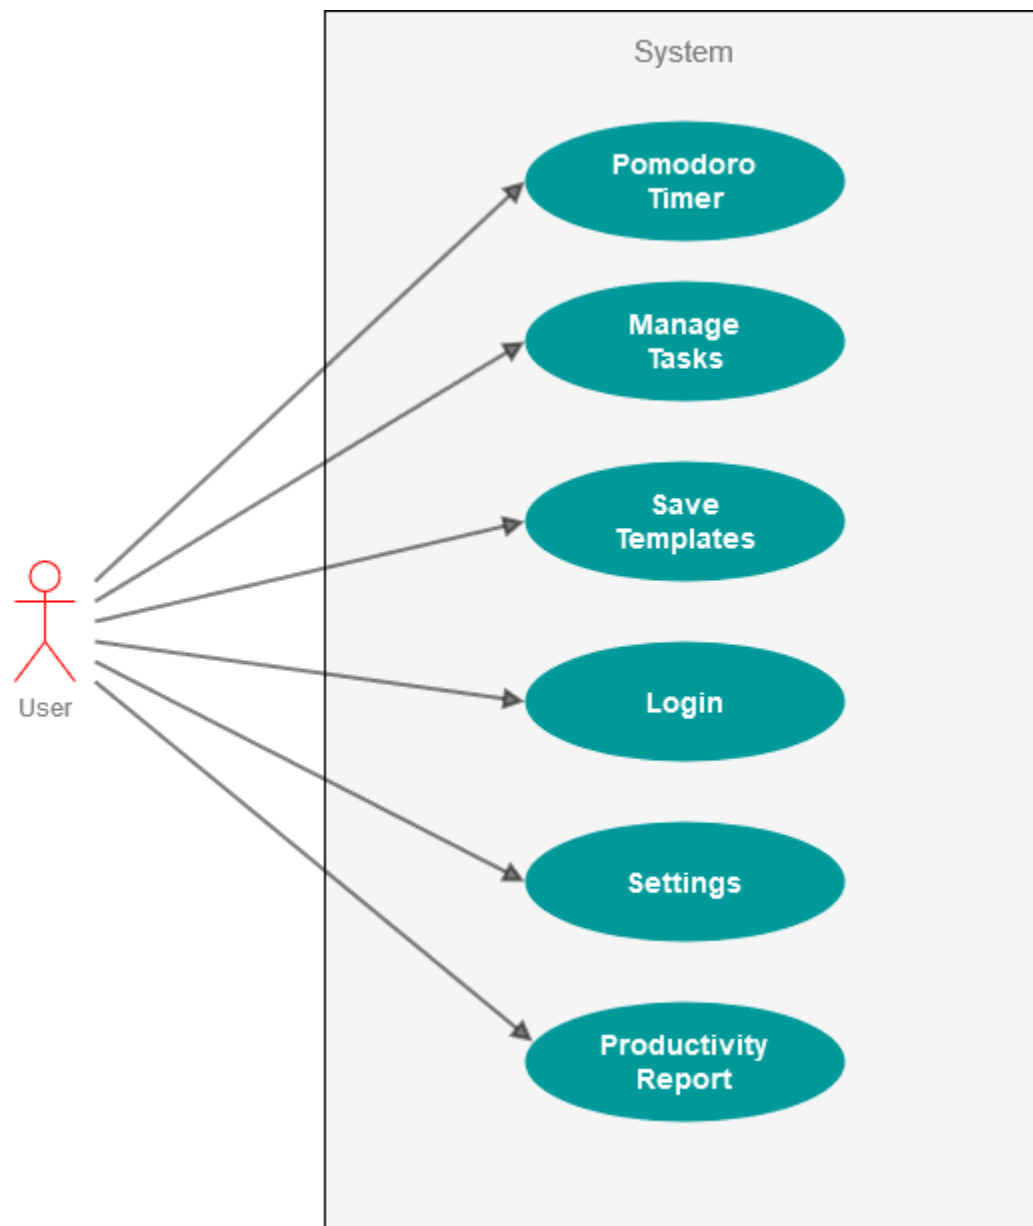 System
Pomodoro
Timer
Manage
Tasks
Save
Templates
User
Login
Settings
Productivity
Report